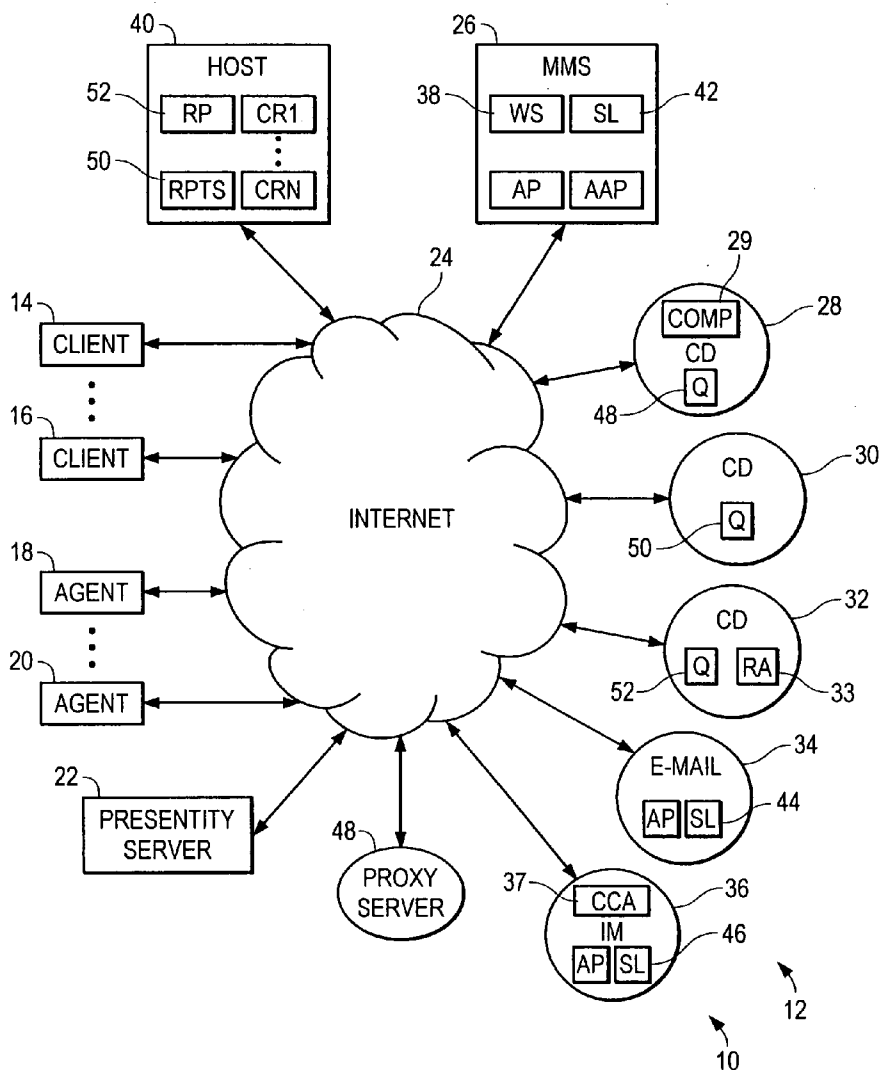 40
26
HOST
MMS
52
RP
CR1
38
WS
SL
42
50
RPTS
CRN
AP
AAP
24
29
14
CLIENT
COMP
28
CD
16
48
Q
CLIENT
CD
30
INTERNET
50
Q
18
AGENT
CD
32
20
52
Q
RA
33
AGENT
E-MAIL
34
22
AP
SL
44
PRESENTITY
SERVER
48
PROXY
SERVER
37
CCA
36
IM
AP
SL
46
12
10